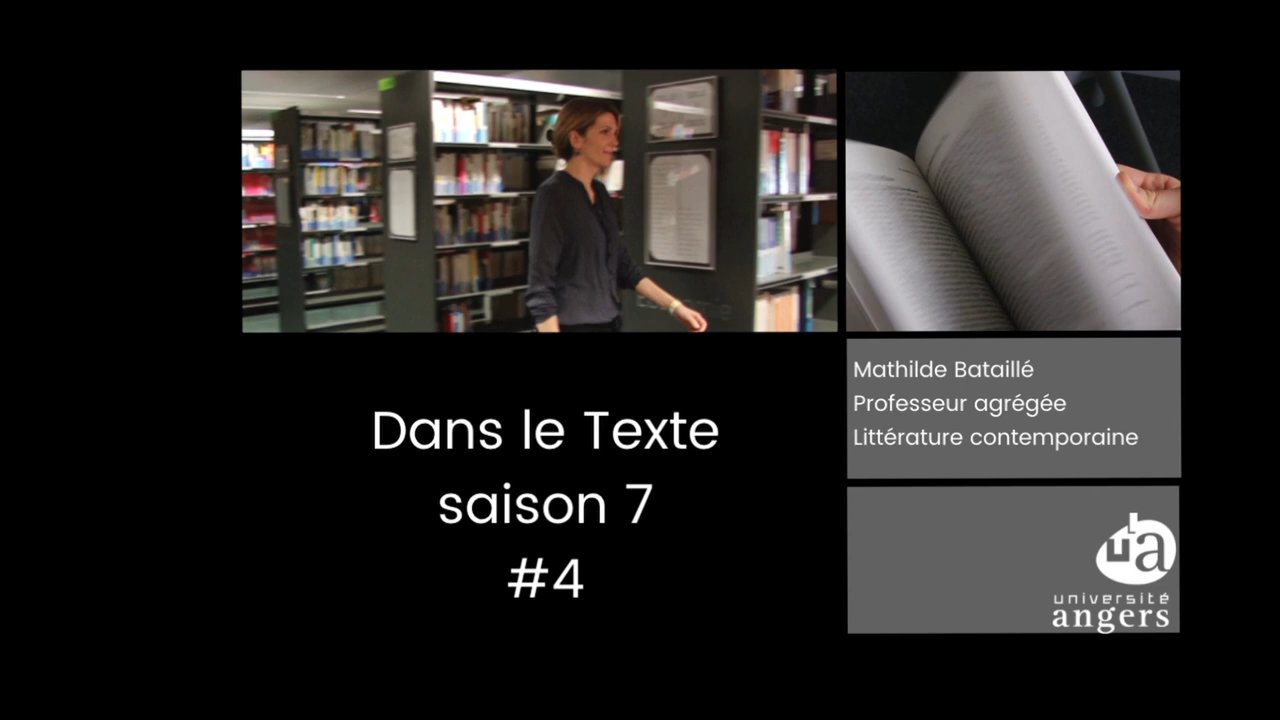 Dans le Texte
saison 7
#4
Mathilde Bataillé
Professeur agrégée
Littérature contemporaine
ua
université
angers